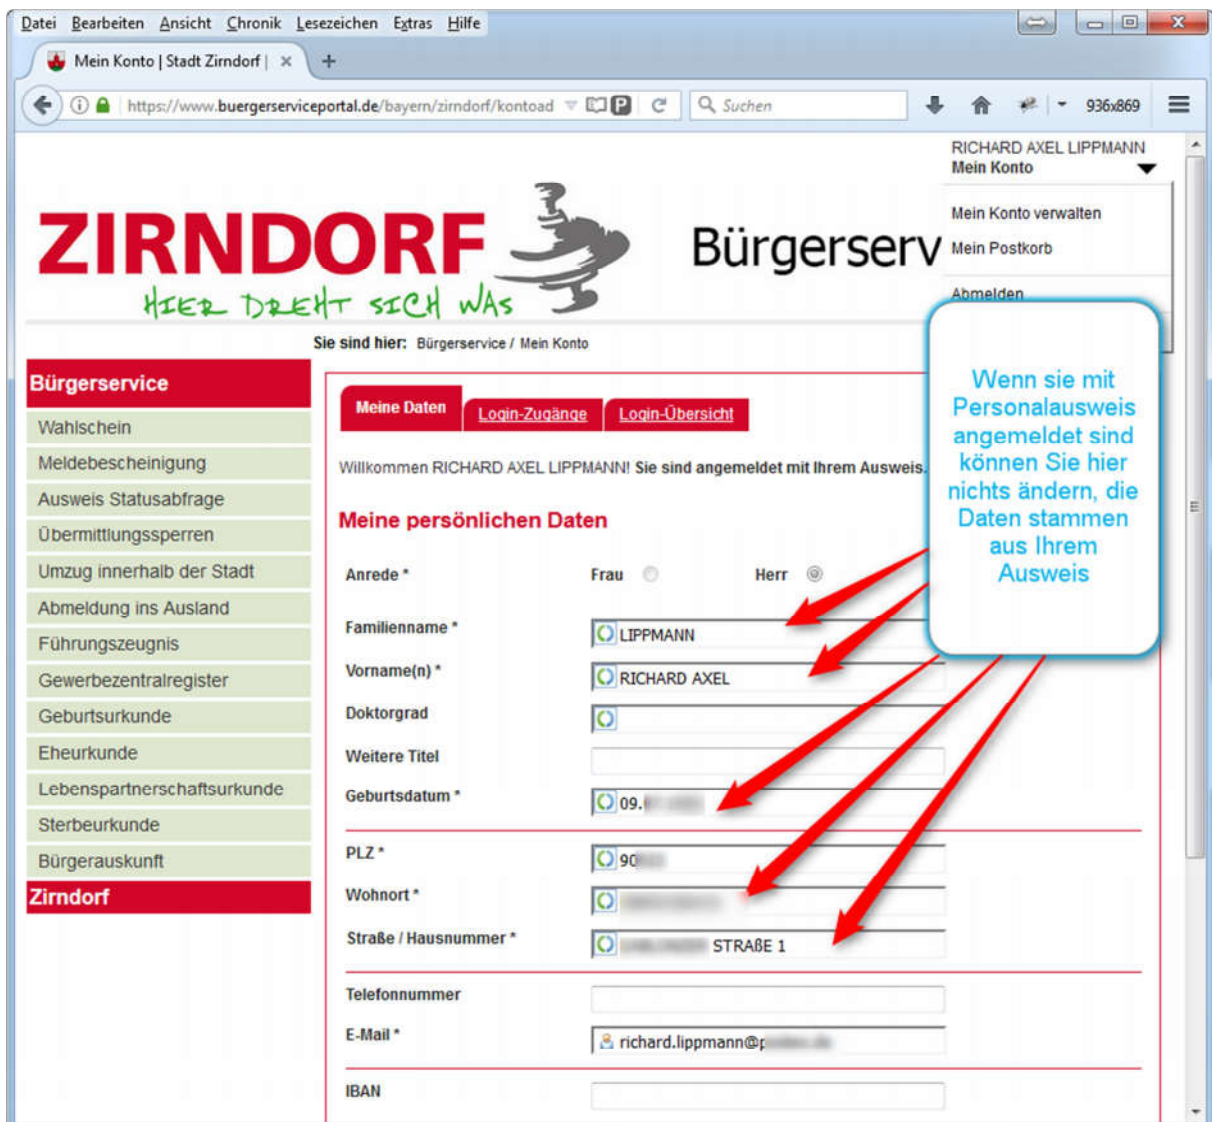 Datei Bearbeiten Ansicht Chronik Lesezeichen Extras Hilfe
Mein Konto | Stadt Zirndorf | × +
https://www.buergerserviceportal.de/bayern/zirndorf/kontoad
Suchen
936x869
RICHARD AXEL LIPPMANN
Mein Konto
Mein Konto verwalten
Mein Postkorb
Abmelden
ZIRNDORF
HIER DREHT SICH WAS
Bürgerserv
Sie sind hier: Bürgerservice / Mein Konto
Bürgerservice
Wahlschein
Meldebescheinigung
Ausweis Statusabfrage
Übermittlungssperren
Umzug innerhalb der Stadt
Abmeldung ins Ausland
Führungszeugnis
Gewerbezentralregister
Geburtsurkunde
Eheurkunde
Lebenspartnerschaftsurkunde
Sterbeurkunde
Bürgerauskunft
Zirndorf
Meine Daten Login-Zugänge Login-Übersicht
Willkommen RICHARD AXEL LIPPMANN! Sie sind angemeldet mit Ihrem Ausweis.
Meine persönlichen Daten
Anrede * Frau Herr
Familienname * LIPPMANN
Vorname(n) * RICHARD AXEL
Doktorgrad
Weitere Titel
Geburtsdatum * 09.
PLZ * 90
Wohnort *
Straße / Hausnummer * STRAßE 1
Telefonnummer
E-Mail * richard.lippmann@p
IBAN
Wenn sie mit
Personalausweis
angemeldet sind
können Sie hier
nichts ändern, die
Daten stammen
aus Ihrem
Ausweis